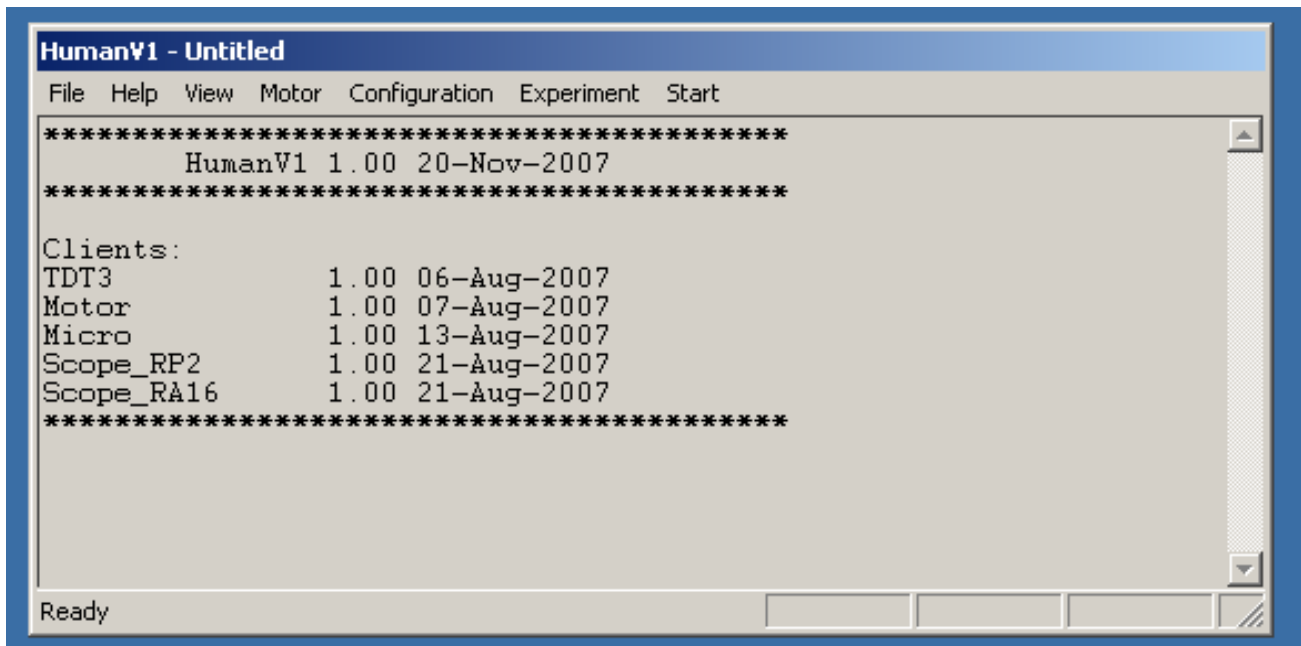 HumanV1 - Untitled
File Help View Motor Configuration Experiment Start
******************************************
HumanV1 1.00 20-Nov-2007
******************************************
Clients:
TDT3 1.00 06-Aug-2007
Motor 1.00 07-Aug-2007
Micro 1.00 13-Aug-2007
Scope_RP2 1.00 21-Aug-2007
Scope_RA16 1.00 21-Aug-2007
******************************************
Ready